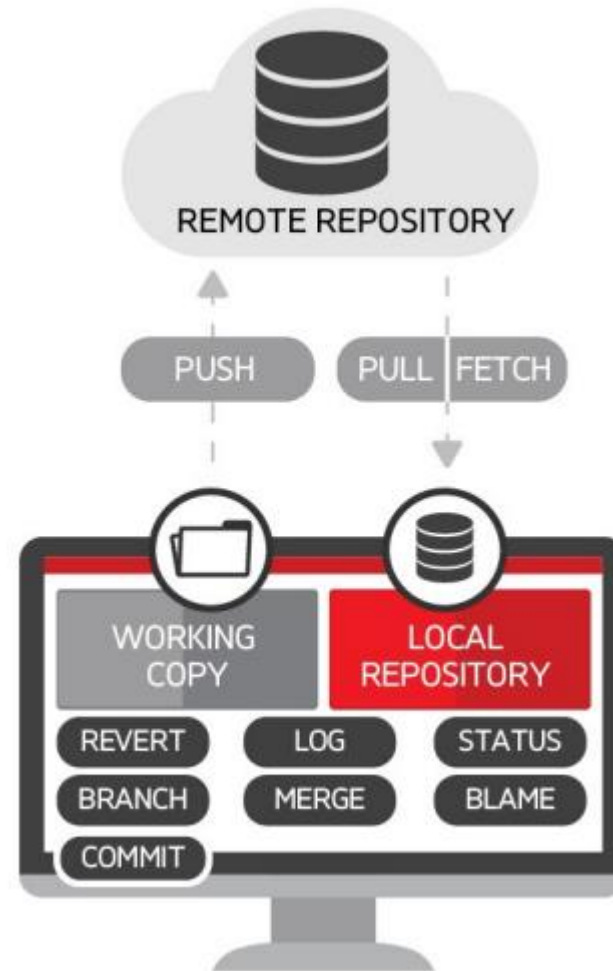 REMOTE REPOSITORY
PUSH
PULL FETCH
WORKING
COPY
LOCAL
REPOSITORY
REVERT LOG STATUS
BRANCH MERGE BLAME
COMMIT